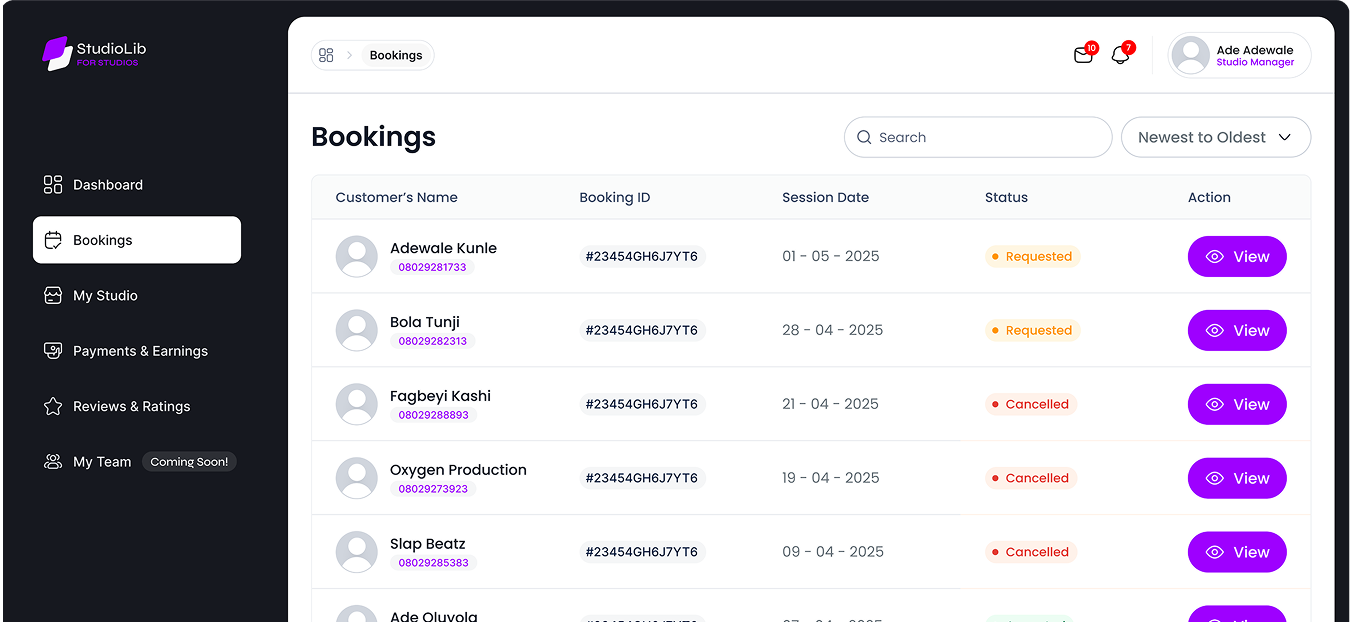 StudioLib
FOR STUDIOS
Dashboard
Bookings
My Studio
Payments & Earnings
Reviews & Ratings
My Team Coming Soon!
Bookings
10
7
Ade Adewale
Studio Manager
Bookings
Search
Newest to Oldest
Customer’s Name Booking ID Session Date Status Action
Adewale Kunle
08029281733
#23454GH6J7YT6 01 - 05 - 2025 Requested View
Bola Tunji
08029282313
#23454GH6J7YT6 28 - 04 - 2025 Requested View
Fagbeyi Kashi
08029288893
#23454GH6J7YT6 21 - 04 - 2025 Cancelled View
Oxygen Production
08029273923
#23454GH6J7YT6 19 - 04 - 2025 Cancelled View
Slap Beatz
08029285383
#23454GH6J7YT6 09 - 04 - 2025 Cancelled View
Ade Oluyola